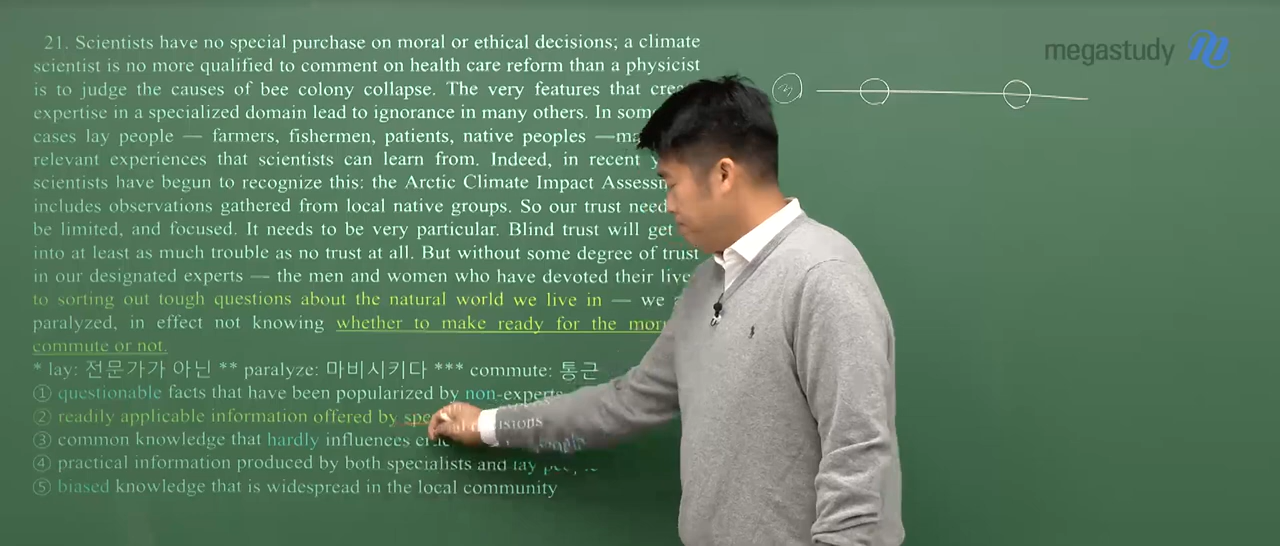 21. Scientists have no special purchase on moral or ethical decisions; a climate
scientist is no more qualified to comment on health care reform than a physicist
is to judge the causes of bee colony collapse. The very features that
expertise in a specialized domain lead to ignorance in many others. In
cases lay people — farmers, fishermen, patients, native peoples —
relevant experiences that scientists can learn from. Indeed, in recent
scientists have begun to recognize this: the Arctic Climate Impact
includes observations gathered from local native groups. So our trust
be limited, and focused. It needs to be very particular. Blind trust will get
into at least as much trouble as no trust at all. But without some degree of trust
in our designated experts — the men and women who have devoted their
to sorting out tough questions about the natural world we live in — we
paralyzed, in effect not knowing whether to make ready for the
commute or not.
* lay: 전문가가 아닌 ** paralyze: 마비시키다 *** commute: 통근
① questionable facts that have been popularized by non-experts
② readily applicable information offered by
③ common knowledge that hardly influences
④ practical information produced by both specialists and lay
⑤ biased knowledge that is widespread in the local community
megastudy